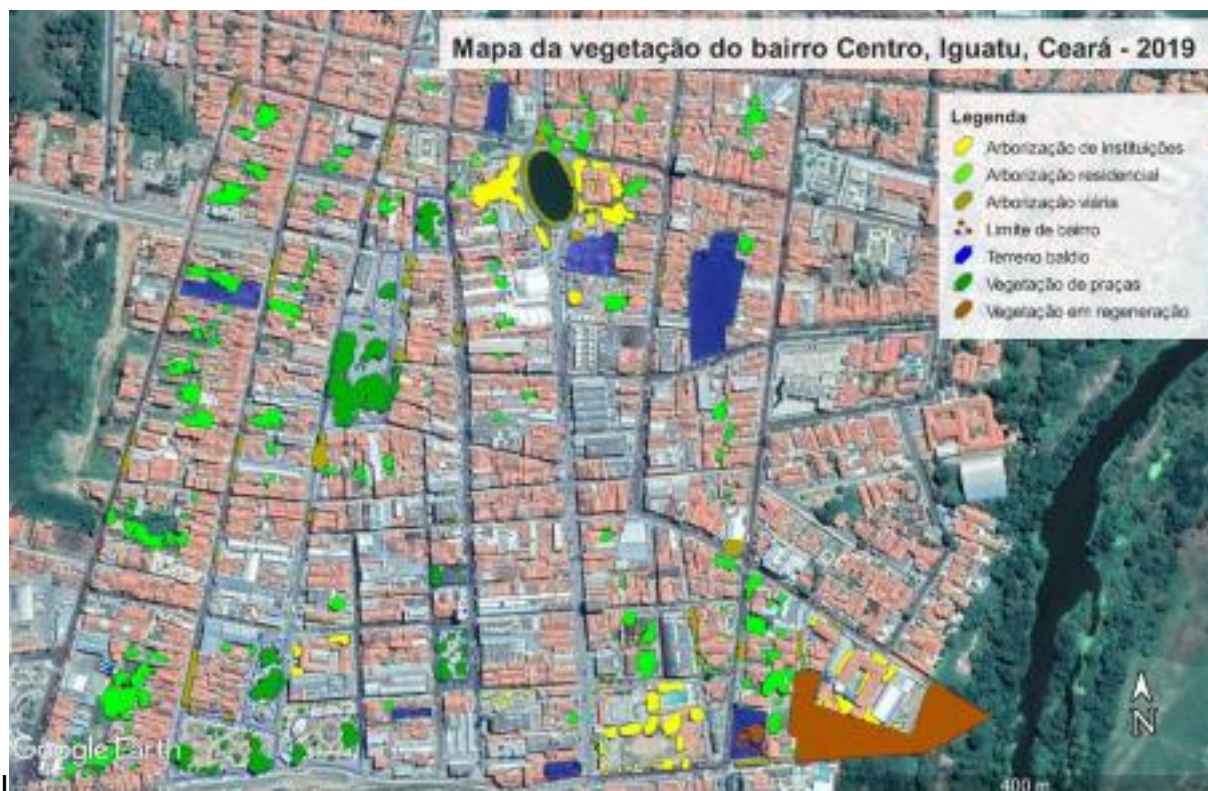 Mapa da vegetação do bairro Centro, Iguatu, Ceará - 2019
Legenda
Arborização de instituições
Arborização residencial
Arborização viária
Limite de bairro
Terreno baldio
Vegetação de praças
Vegetação em regeneração
N
Google Earth
400 m